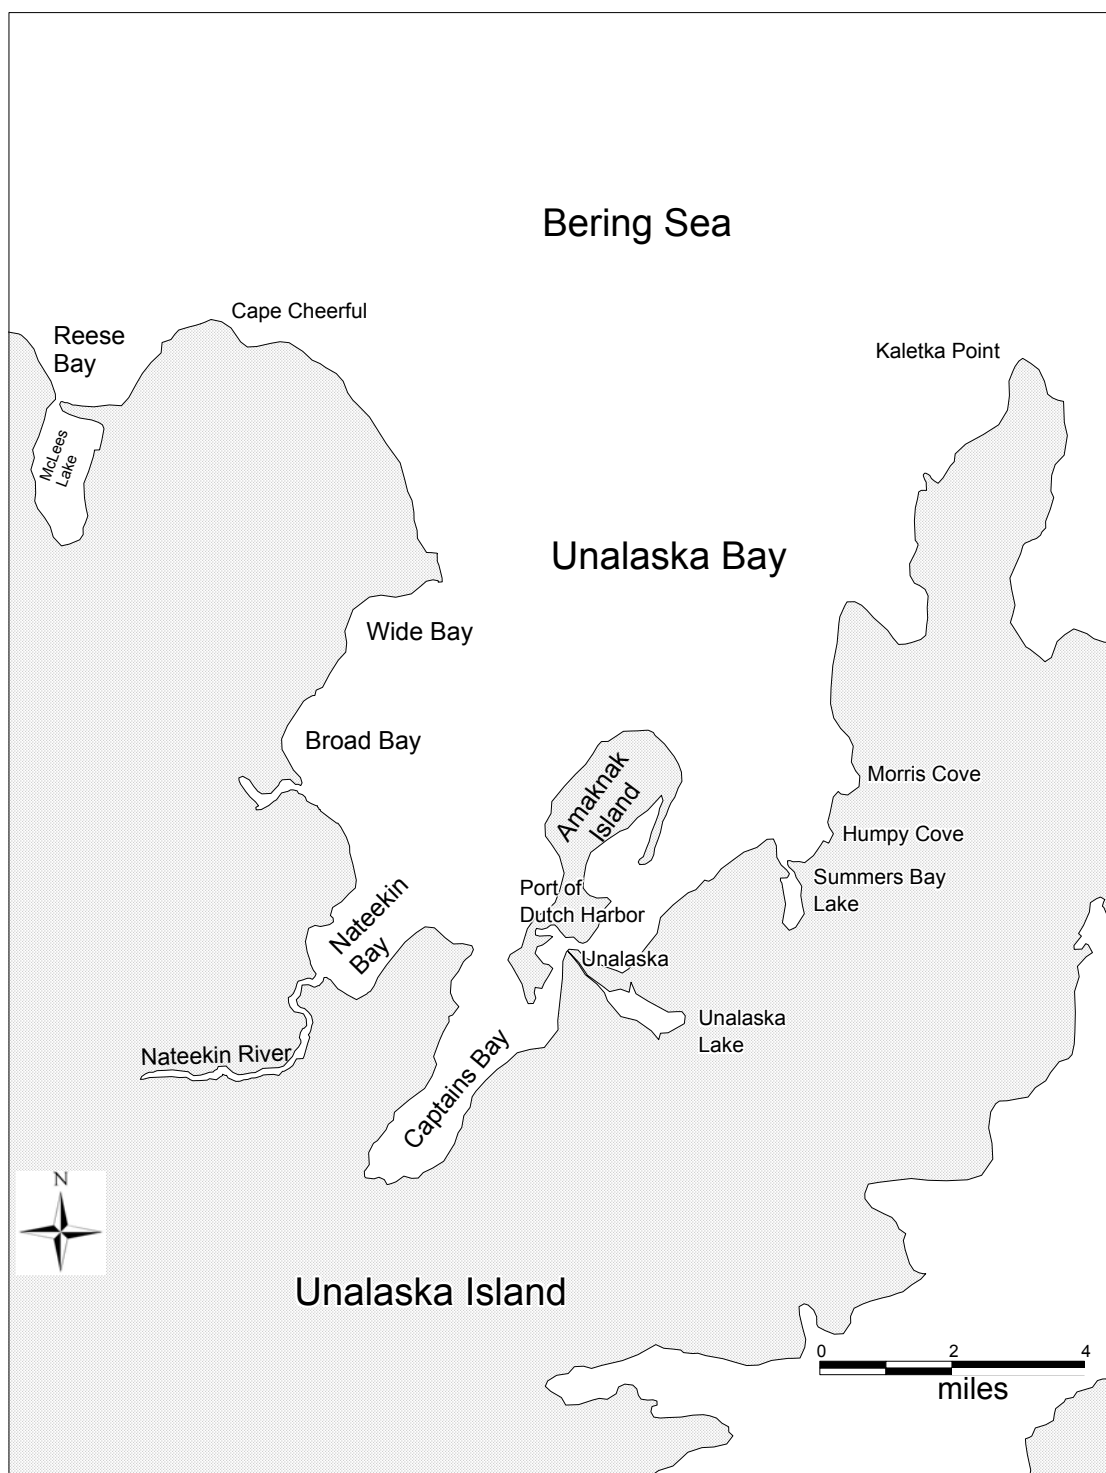 Bering Sea
Cape Cheerful
Reese
Bay
Kaletka Point
McLees
Lake
Unalaska Bay
Wide Bay
Broad Bay
Amaknak
Island
Morris Cove
Humpy Cove
Summers Bay
Lake
Port of
Dutch Harbor
Nateekin
Bay
Unalaska
Unalaska
Lake
Nateekin River
Captains Bay
N
Unalaska Island
0 2 4
miles